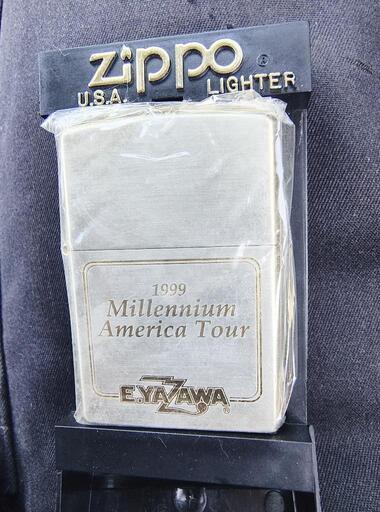 zippo®
U.S.A. LIGHTER
1999
Millennium
America Tour
E.YAZAWA®